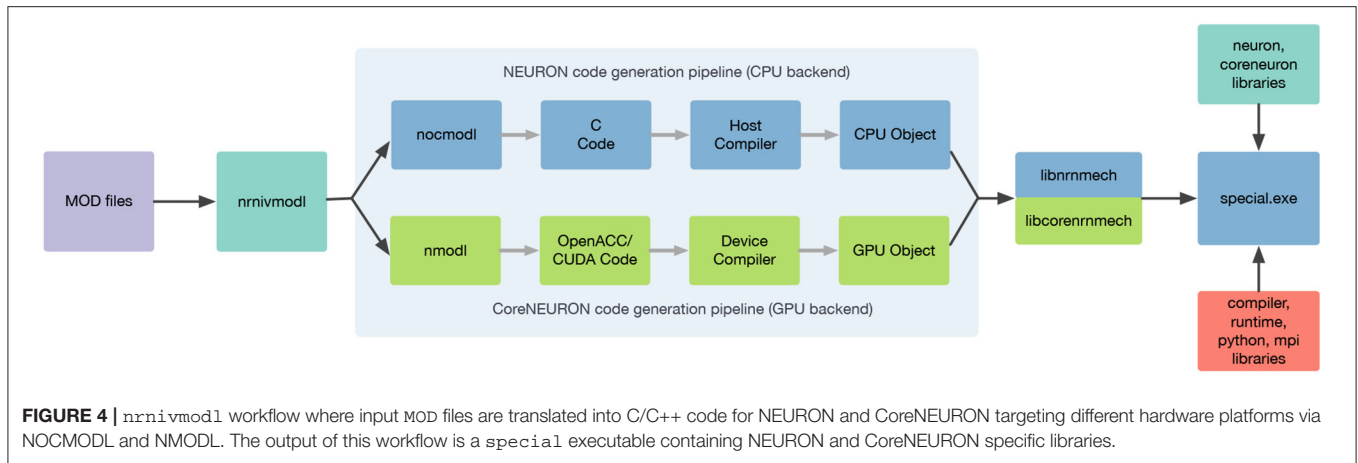 NEURON code generation pipeline (CPU backend)
neuron,
coreneuron
libraries
MOD files
nrnivmodl
nocmodl
C
Code
Host
Compiler
CPU Object
nmodl
OpenACC/
CUDA Code
Device
Compiler
GPU Object
CoreNEURON code generation pipeline (GPU backend)
libnrnmech
libcorenrnmech
special.exe
compiler,
runtime,
python, mpi
libraries
FIGURE 4 | nrnivmodl workflow where input MOD files are translated into C/C++ code for NEURON and CoreNEURON targeting different hardware platforms via
NOCMODL and NMODL. The output of this workflow is a special executable containing NEURON and CoreNEURON specific libraries.